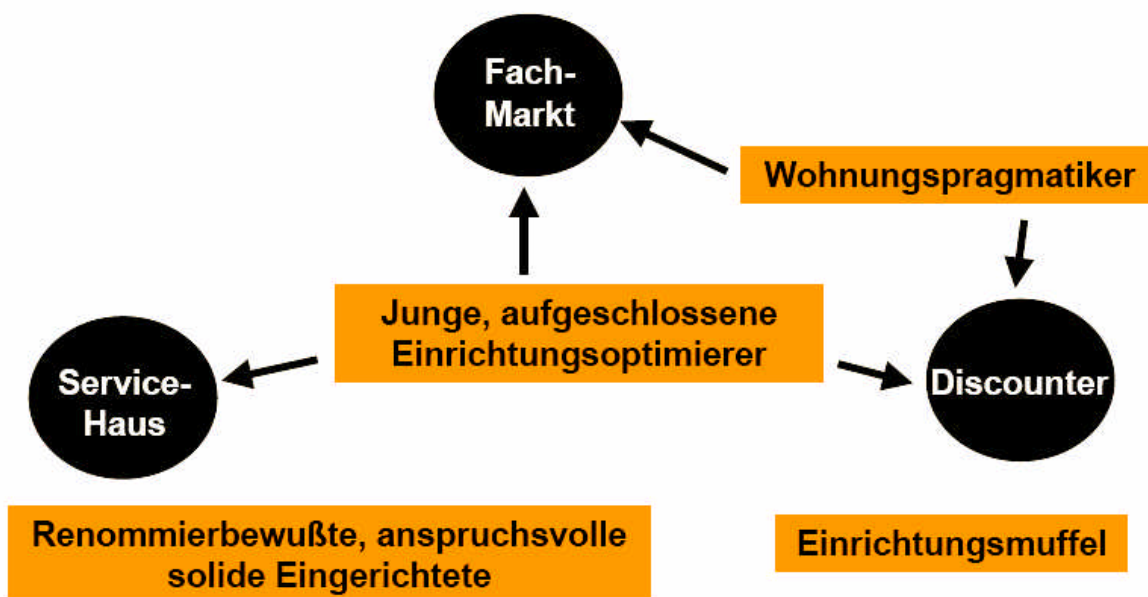 Fach-
Markt
Wohnungspragmatiker
Junge, aufgeschlossene
Einrichtungsoptimierer
Service-
Haus
Discounter
Renommierbewußte, anspruchsvolle
solide Eingerichtete
Einrichtungsmuffel